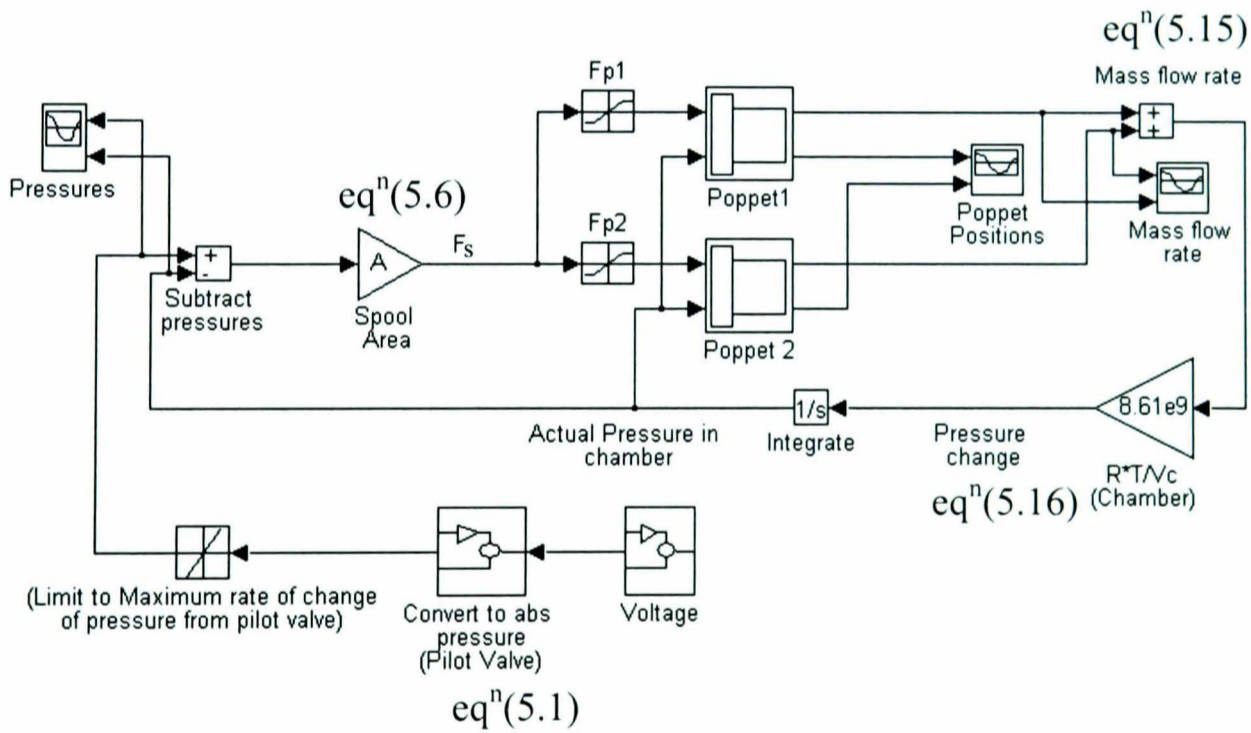 eqⁿ(5.15)
Mass flow rate
+
+
Fp1
Pressures
Poppet1
Poppet
Positions
Mass flow
rate
eqⁿ(5.6)
Fs
A
Spool
Area
+
-
Subtract
pressures
Fp2
Poppet 2
Actual Pressure in
chamber
1/s
Integrate
Pressure
change
eqⁿ(5.16)
8.61e9
R*T/Vc
(Chamber)
(Limit to Maximum rate of change
of pressure from pilot valve)
Convert to abs
pressure
(Pilot Valve)
eqⁿ(5.1)
Voltage